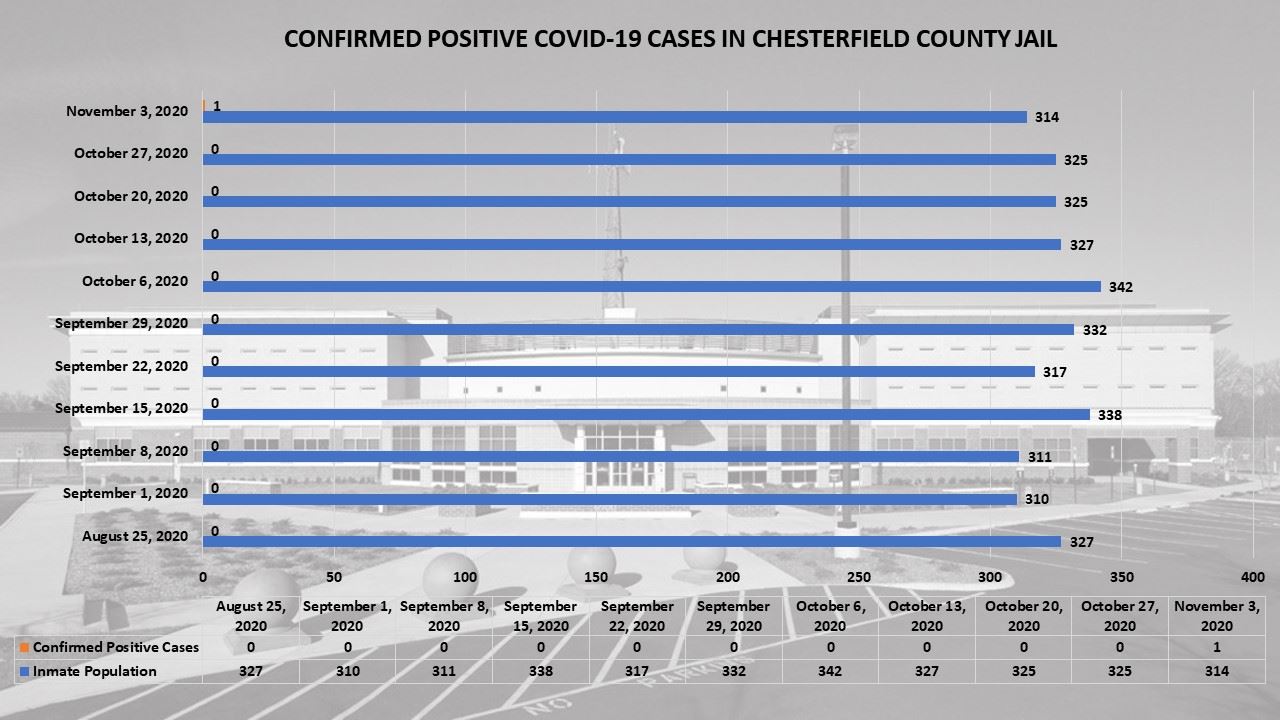 CONFIRMED POSITIVE COVID-19 CASES IN CHESTERFIELD COUNTY JAIL
November 3, 2020 1 314
October 27, 2020 0 325
October 20, 2020 0 325
October 13, 2020 0 327
October 6, 2020 0 342
September 29, 2020 0 332
September 22, 2020 0 317
September 15, 2020 0 338
September 8, 2020 0 311
September 1, 2020 0 310
August 25, 2020 0 327
0 50 100 150 200 250 300 350 400
August 25, September 1, September 8, September September September October 6, October 13, October 20, October 27, November 3,
2020 2020 2020 15, 2020 22, 2020 29, 2020 2020 2020 2020 2020 2020
Confirmed Positive Cases 0 0 0 0 0 0 0 0 0 0 1
Inmate Population 327 310 311 338 317 332 342 327 325 325 314
NO PARKING